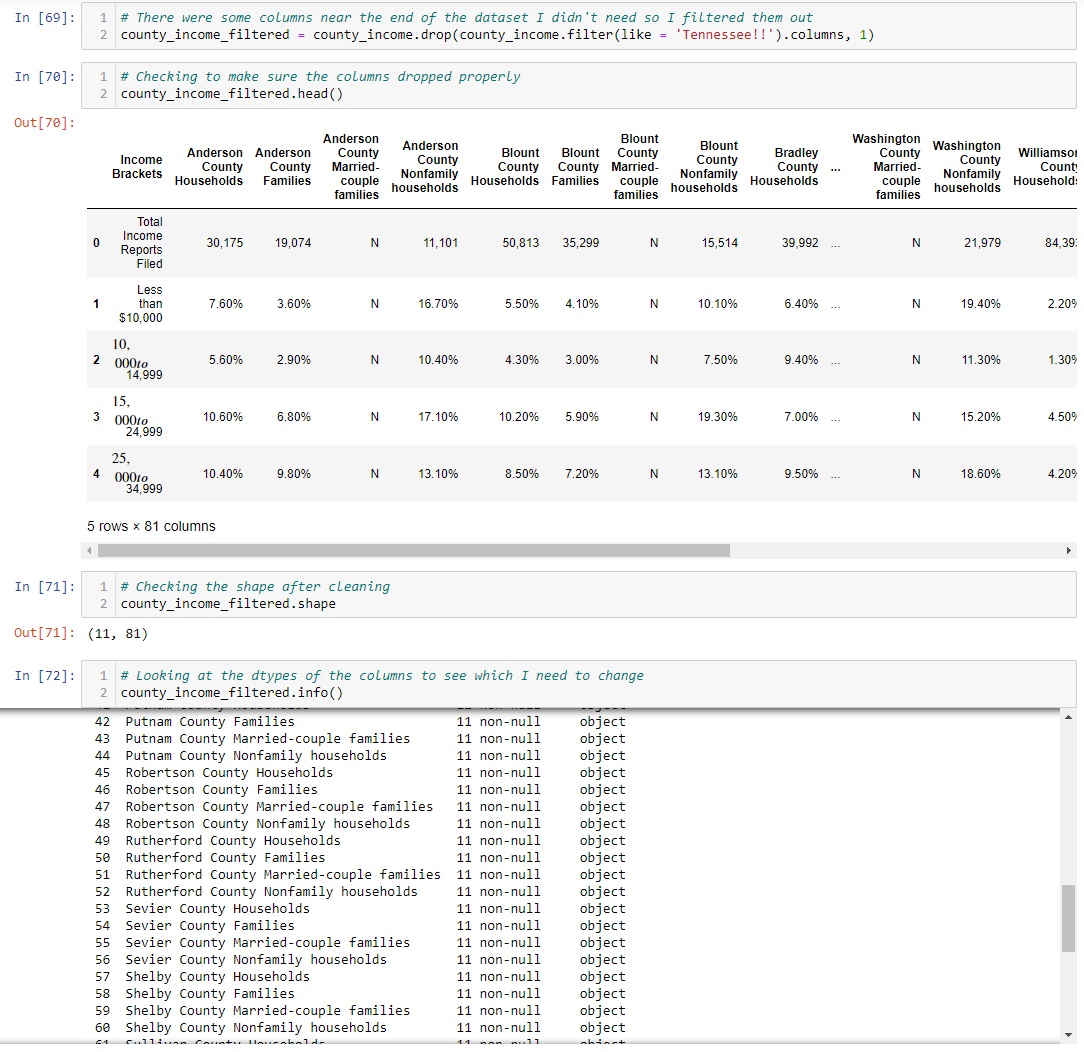 In [69]: 1 # There were some columns near the end of the dataset I didn't need so I filtered them out
2 county_income_filtered = county_income.drop(county_income.filter(like = 'Tennessee!!').columns, 1)
In [70]: 1 # Checking to make sure the columns dropped properly
2 county_income_filtered.head()
Out[70]:
Income Brackets Anderson County Households Anderson County Families Anderson County Married-couple families Anderson County Nonfamily households Blount County Households Blount County Families Blount County Married-couple families Blount County Nonfamily households Bradley County Households ... Washington County Married-couple families Washington County Nonfamily households
0 Total Income Reports Filed 30,175 19,074 N 11,101 50,813 35,299 N 15,514 39,992 ... N 21,979 84,39
1 Less than $10,000 7.60% 3.60% N 16.70% 5.50% 4.10% N 10.10% 6.40% ... N 19.40% 2.20%
2 10, 000to 14,999 5.60% 2.90% N 10.40% 4.30% 3.00% N 7.50% 9.40% ... N 11.30% 1.30%
3 15, 000to 24,999 10.60% 6.80% N 17.10% 10.20% 5.90% N 19.30% 7.00% ... N 15.20% 4.50%
4 25, 000to 34,999 10.40% 9.80% N 13.10% 8.50% 7.20% N 13.10% 9.50% ... N 18.60% 4.20%
5 rows × 81 columns
In [71]: 1 # Checking the shape after cleaning
2 county_income_filtered.shape
Out[71]: (11, 81)
In [72]: 1 # Looking at the dtypes of the columns to see which I need to change
2 county_income_filtered.info()
42 Putnam County Families 11 non-null object
43 Putnam County Married-couple families 11 non-null object
44 Putnam County Nonfamily households 11 non-null object
45 Robertson County Households 11 non-null object
46 Robertson County Families 11 non-null object
47 Robertson County Married-couple families 11 non-null object
48 Robertson County Nonfamily households 11 non-null object
49 Rutherford County Households 11 non-null object
50 Rutherford County Families 11 non-null object
51 Rutherford County Married-couple families 11 non-null object
52 Rutherford County Nonfamily households 11 non-null object
53 Sevier County Households 11 non-null object
54 Sevier County Families 11 non-null object
55 Sevier County Married-couple families 11 non-null object
56 Sevier County Nonfamily households 11 non-null object
57 Shelby County Households 11 non-null object
58 Shelby County Families 11 non-null object
59 Shelby County Married-couple families 11 non-null object
60 Shelby County Nonfamily households 11 non-null object